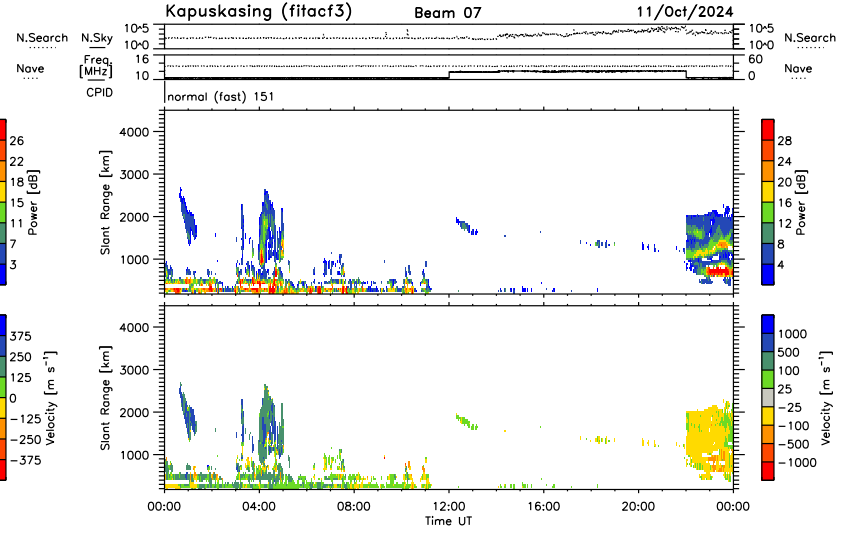 Kapuskasing (fitacf3) Beam 07 11/Oct/2024
N.Search N.Sky 10^5 10^5 N.Search
10^0 10^0
Nave Freq. [MHz] 16 60 Nave
10 0
CPID normal (fast) 151
Slant Range [km] 4000 3000 2000 1000
Power [dB] 26 22 18 15 11 7 3
Power [dB] 28 24 20 16 12 8 4
Slant Range [km] 4000 3000 2000 1000
Velocity [m s⁻¹] 375 250 125 0 −125 −250 −375
Velocity [m s⁻¹] 1000 500 100 25 −25 −100 −500 −1000
00:00 04:00 08:00 12:00 16:00 20:00 00:00
Time UT